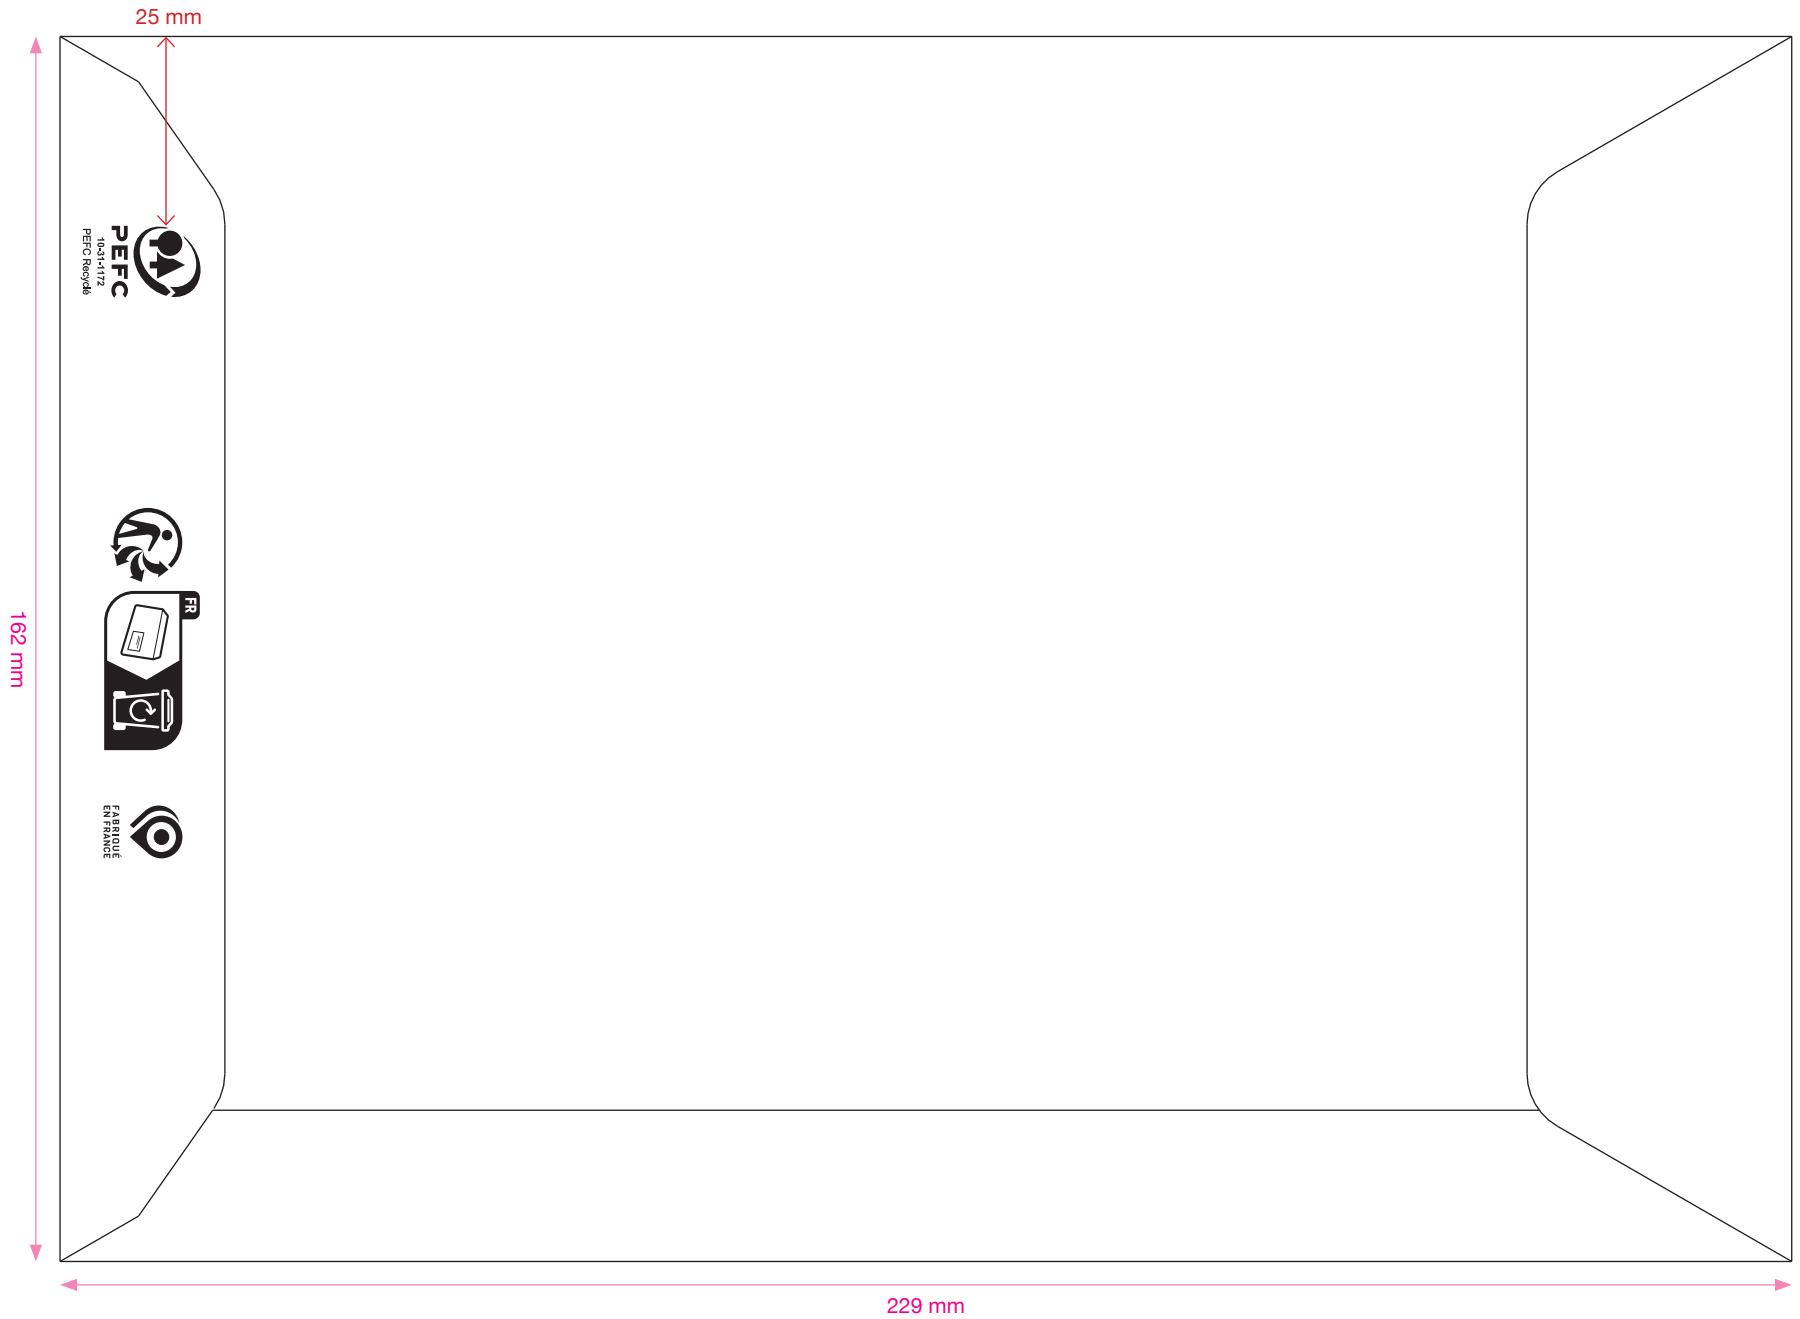 25 mm
PEFC
10-31-1172
PEFC Recyclé
FR
FABRIQUÉ
EN FRANCE
162 mm
229 mm